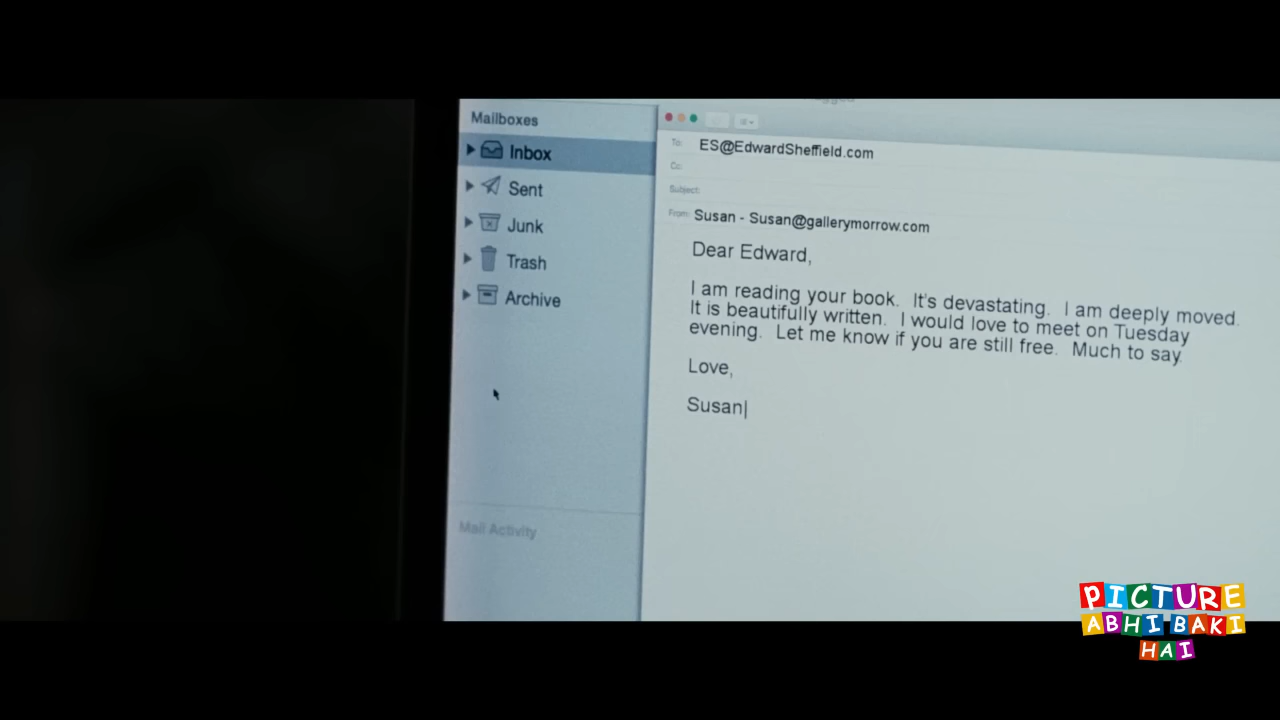 Mailboxes
Inbox
Sent
Junk
Trash
Archive
Mail Activity
To: ES@EdwardSheffield.com
Cc:
Subject:
From: Susan - Susan@gallerymorrow.com
Dear Edward,
I am reading your book. It's devastating. I am deeply moved.
It is beautifully written. I would love to meet on Tuesday
evening. Let me know if you are still free. Much to say.
Love,
Susan
PICTURE
ABHI BAKI
HAI